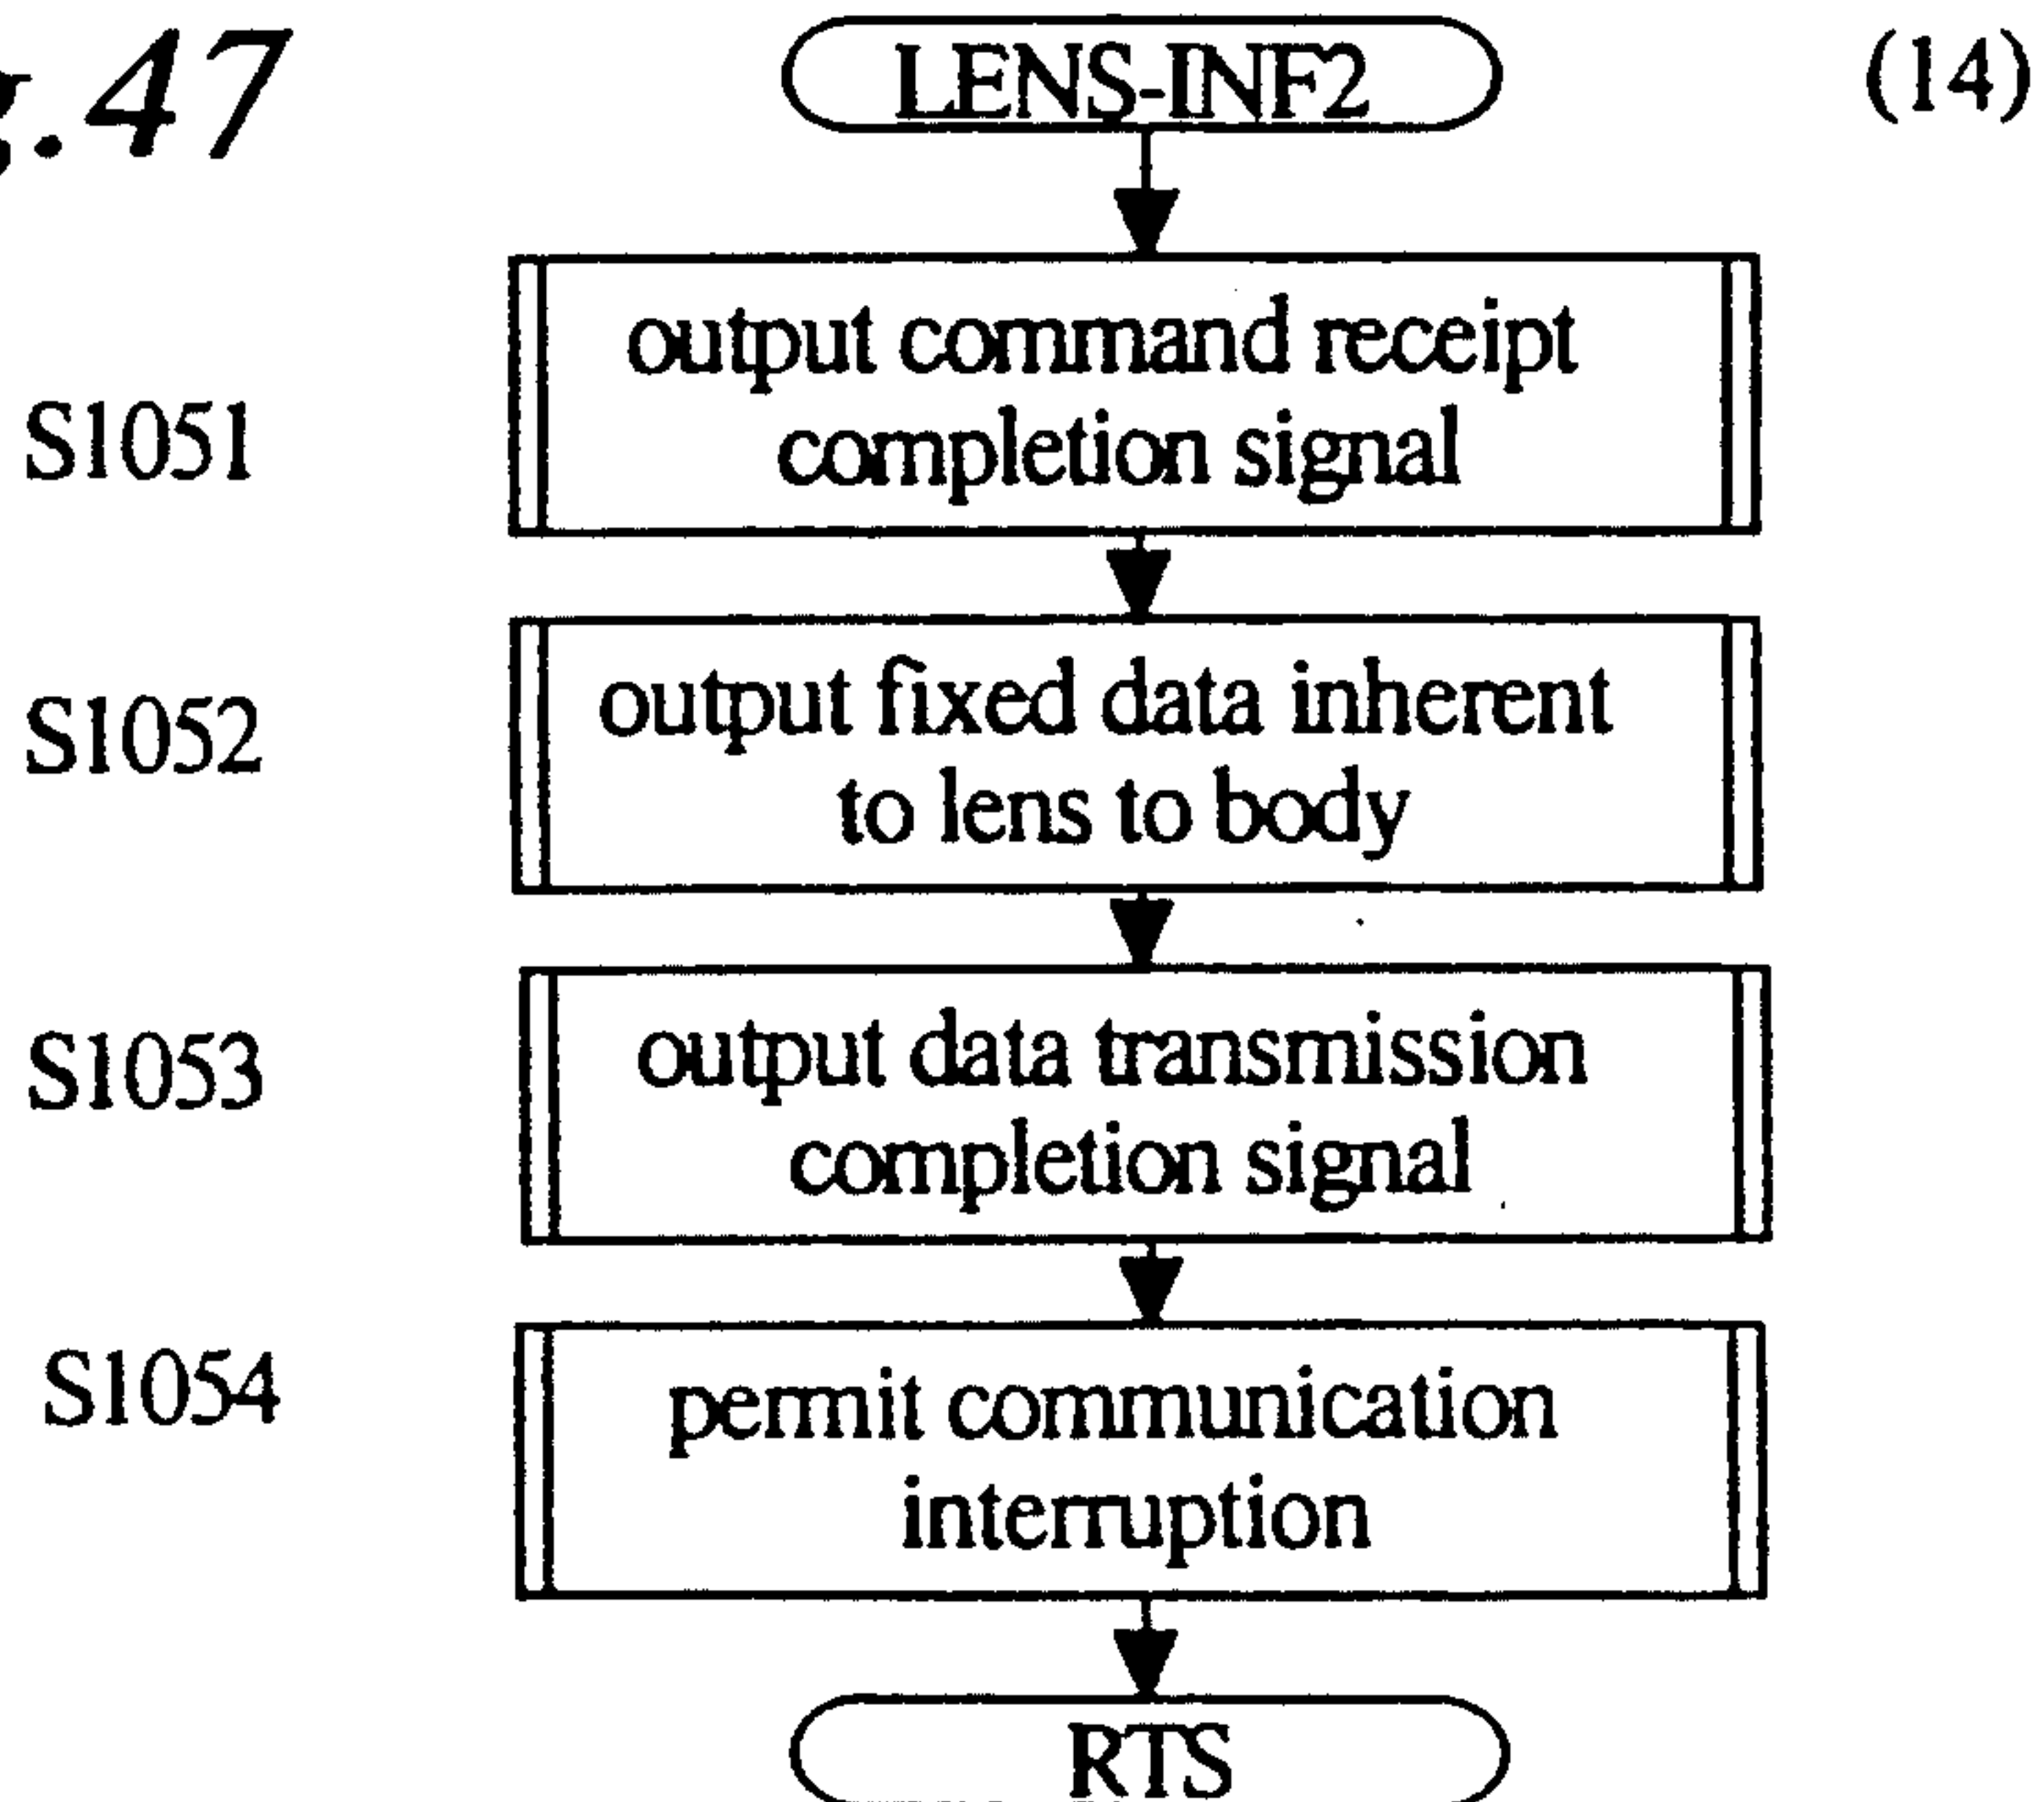 g.47
LENS-INF2
(14)
output command receipt
completion signal
S1051
output fixed data inherent
to lens to body
S1052
output data transmission
completion signal
S1053
permit communication
interruption
S1054
RTS